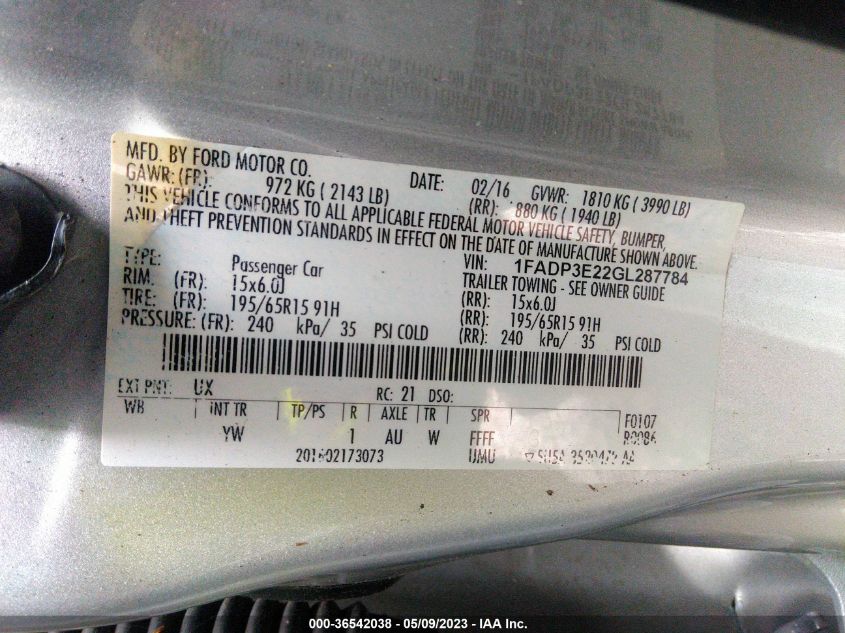 MFD. BY FORD MOTOR CO.
DATE: 02/16 GVWR: 1810 KG ( 3990 LB)
GAWR: (FR): 972 KG ( 2143 LB) (RR): 880 KG ( 1940 LB)
THIS VEHICLE CONFORMS TO ALL APPLICABLE FEDERAL MOTOR VEHICLE SAFETY, BUMPER,
AND THEFT PREVENTION STANDARDS IN EFFECT ON THE DATE OF MANUFACTURE SHOWN ABOVE.
VIN: 1FADP3E22GL287784
TYPE: Passenger Car TRAILER TOWING - SEE OWNER GUIDE
RIM: (FR): 15x6.0J (RR): 15x6.0J
TIRE: (FR): 195/65R15 91H (RR): 195/65R15 91H
PRESSURE: (FR): 240 kPa/ 35 PSI COLD (RR): 240 kPa/ 35 PSI COLD
EXT PNT: UX RC: 21 DSO:
WB INT TR TP/PS R AXLE TR SPR F0107
YW 1 AU W FFFF R0086
UMU
000-36542038 - 05/09/2023 - IAA Inc.